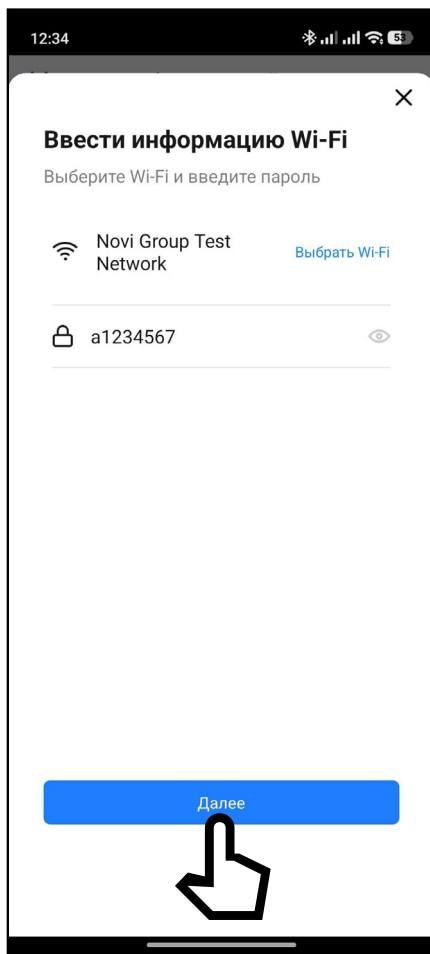 12:34
53
Ввести информацию Wi-Fi
Выберите Wi-Fi и введите пароль
Novi Group Test
Network
Выбрать Wi-Fi
a1234567
Далее